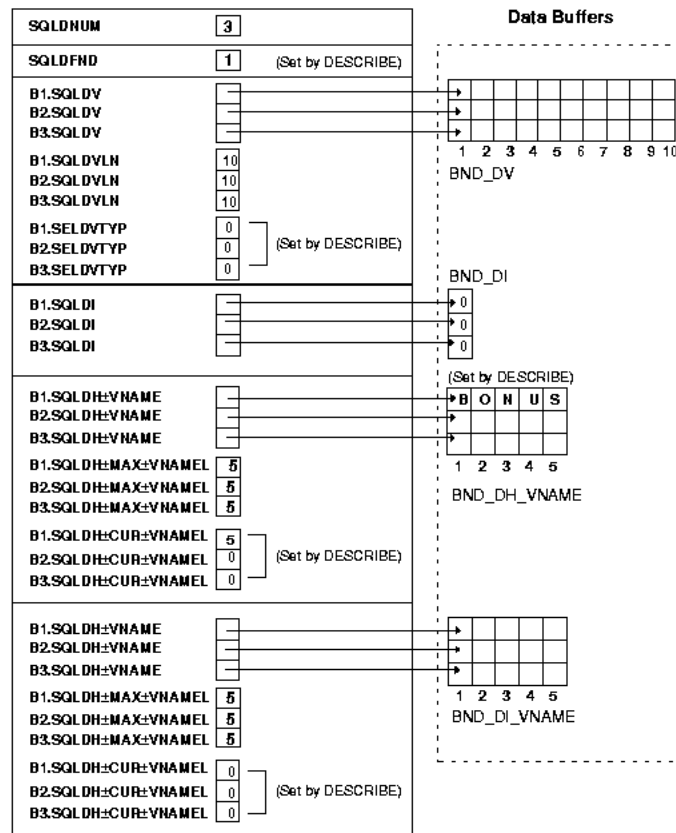 Data Buffers
SQLDNUM 3
SQLDFND 1 (Set by DESCRIBE)
B1.SQLDV
B2.SQLDV
B3.SQLDV
1 2 3 4 5 6 7 8 9 10
BND_DV
B1.SQLDVLN 10
B2.SQLDVLN 10
B3.SQLDVLN 10
B1.SELDVTYP 0
B2.SELDVTYP 0
B3.SELDVTYP 0
(Set by DESCRIBE)
BND_DI
B1.SQLDI 0
B2.SQLDI 0
B3.SQLDI 0
(Set by DESCRIBE)
B1.SQLDH±VNAME B O N U S
B2.SQLDH±VNAME
B3.SQLDH±VNAME
1 2 3 4 5
BND_DH_VNAME
B1.SQLDH±MAX±VNAMEL 5
B2.SQLDH±MAX±VNAMEL 5
B3.SQLDH±MAX±VNAMEL 5
B1.SQLDH±CUR±VNAMEL 5
B2.SQLDH±CUR±VNAMEL 0
B3.SQLDH±CUR±VNAMEL 0
(Set by DESCRIBE)
B1.SQLDH±VNAME
B2.SQLDH±VNAME
B3.SQLDH±VNAME
1 2 3 4 5
BND_DI_VNAME
B1.SQLDH±MAX±VNAMEL 5
B2.SQLDH±MAX±VNAMEL 5
B3.SQLDH±MAX±VNAMEL 5
B1.SQLDH±CUR±VNAMEL 0
B2.SQLDH±CUR±VNAMEL 0
B3.SQLDH±CUR±VNAMEL 0
(Set by DESCRIBE)